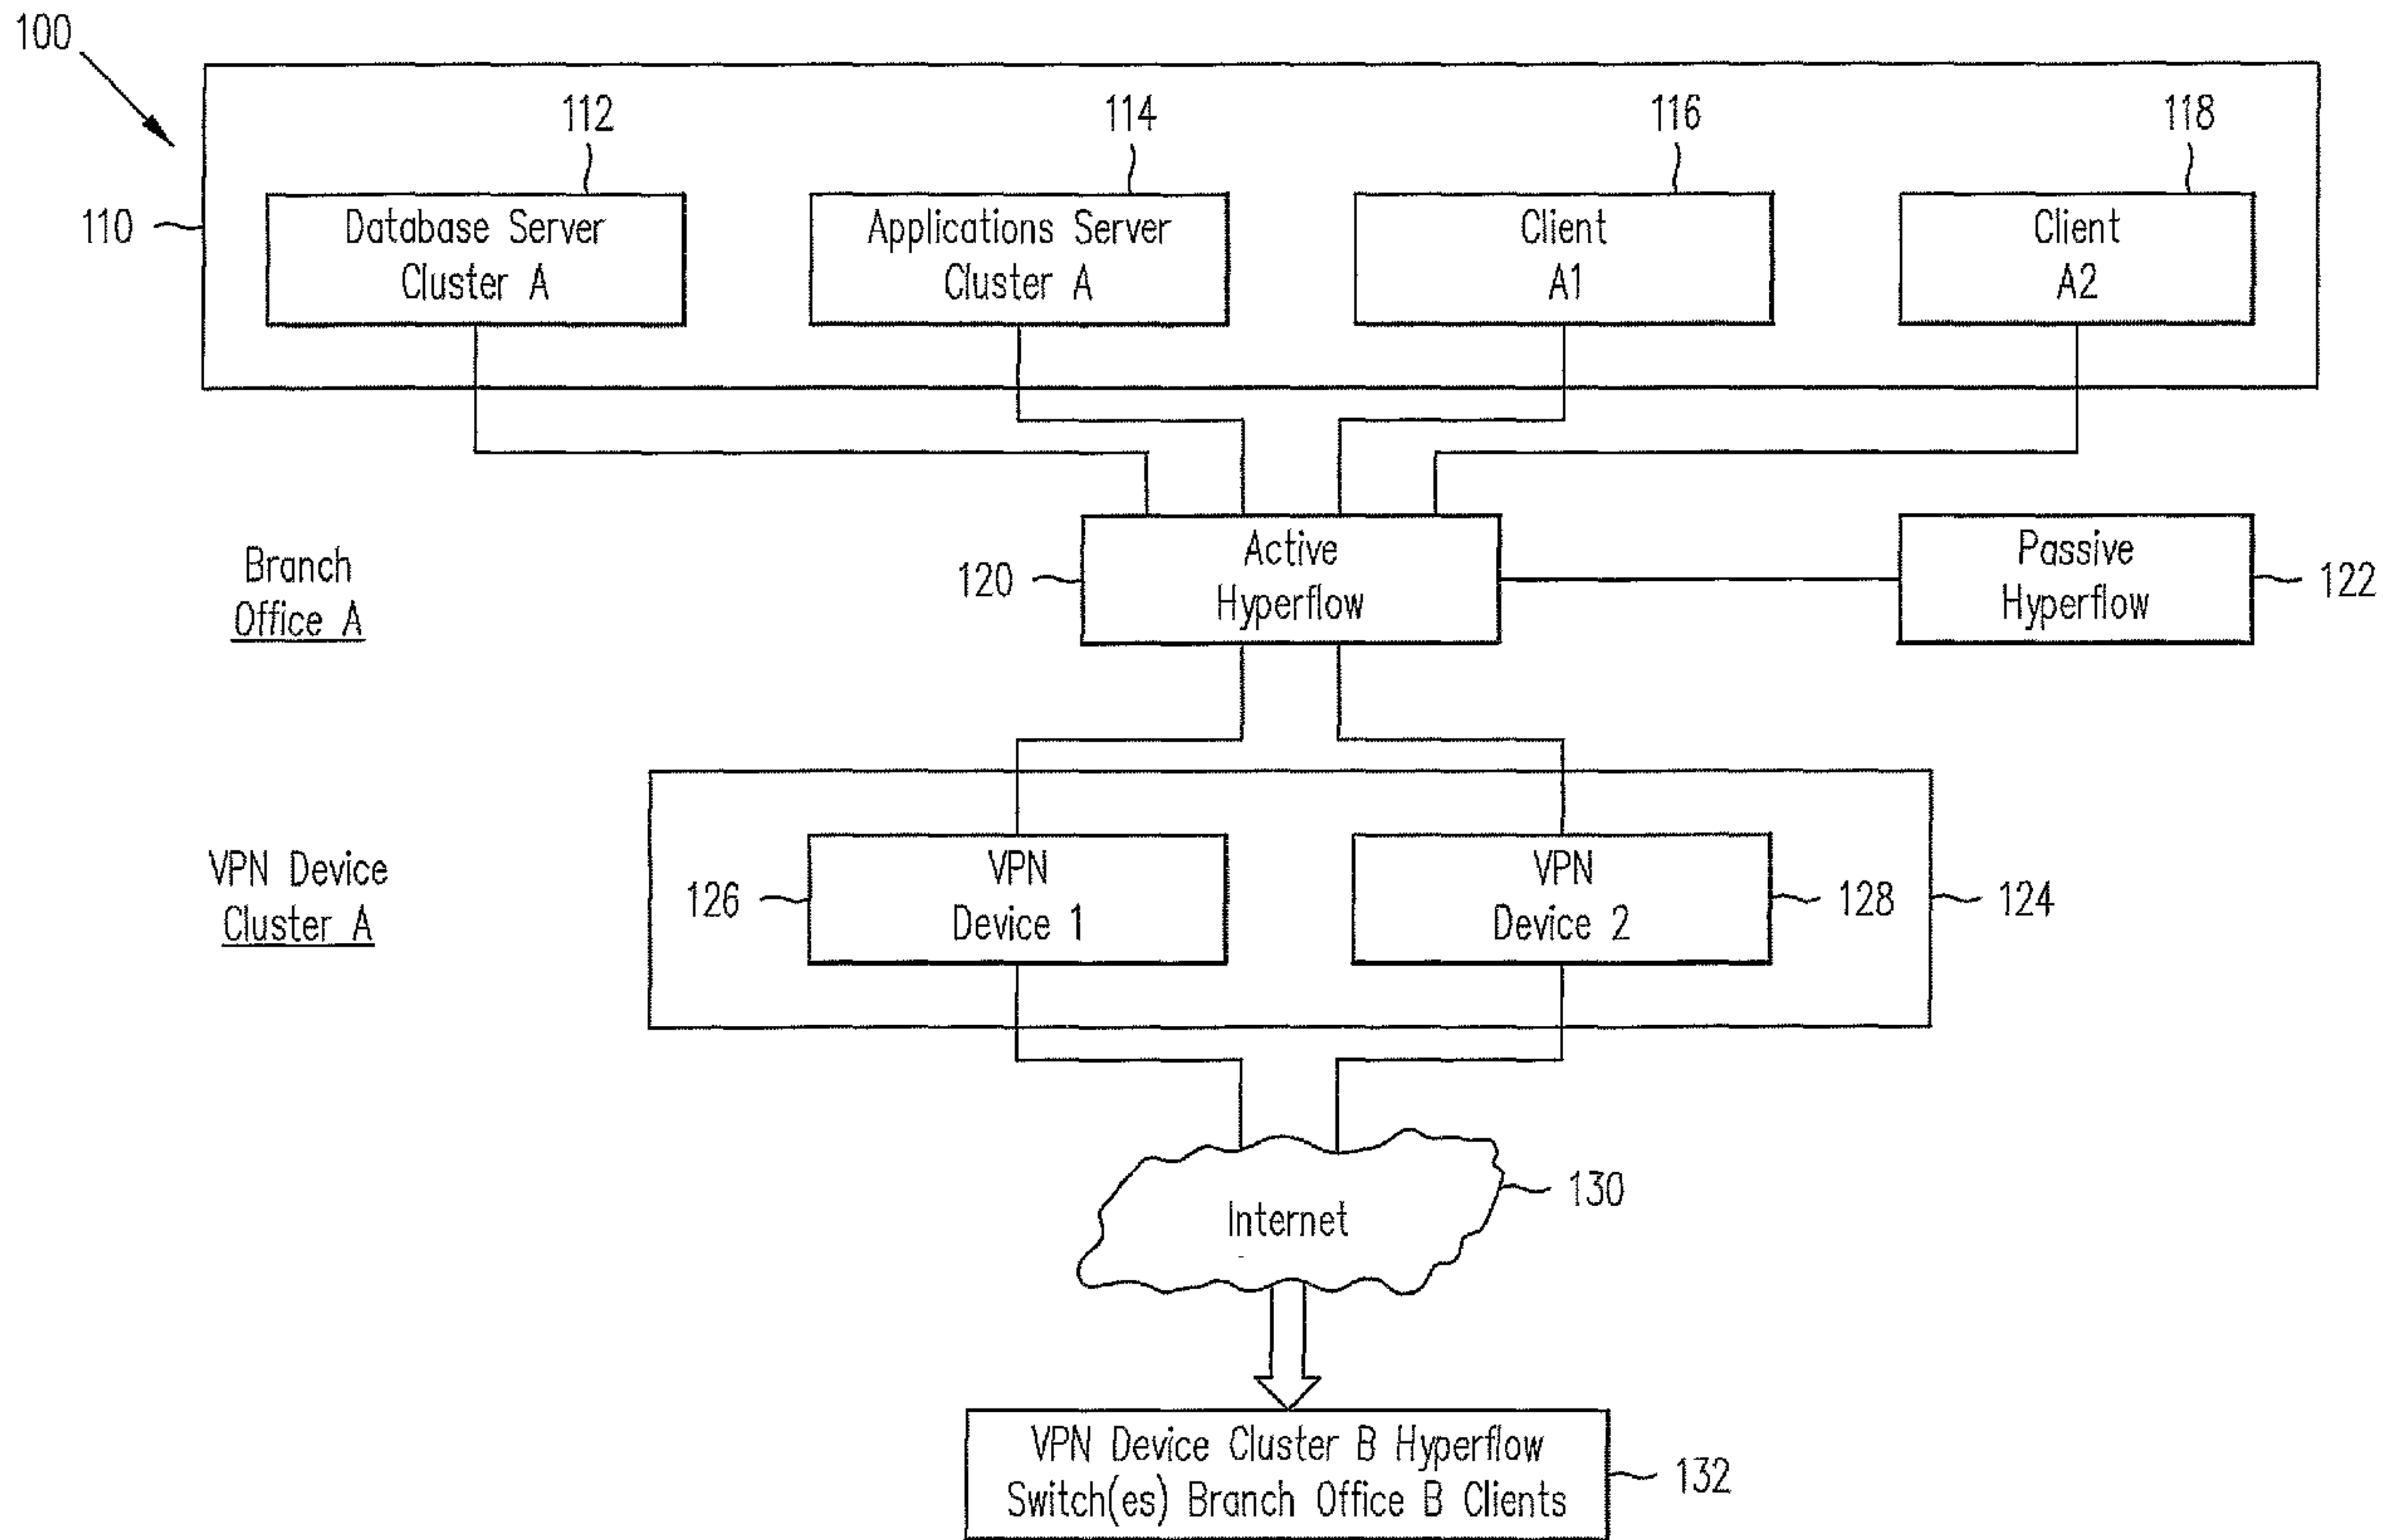 100
112
114
116
118
110
Database Server
Cluster A
Applications Server
Cluster A
Client
A1
Client
A2
Branch
Office A
120
Active
Hyperflow
Passive
Hyperflow
122
VPN Device
Cluster A
126
VPN
Device 1
VPN
Device 2
128
124
Internet
130
VPN Device Cluster B Hyperflow
Switch(es) Branch Office B Clients
132